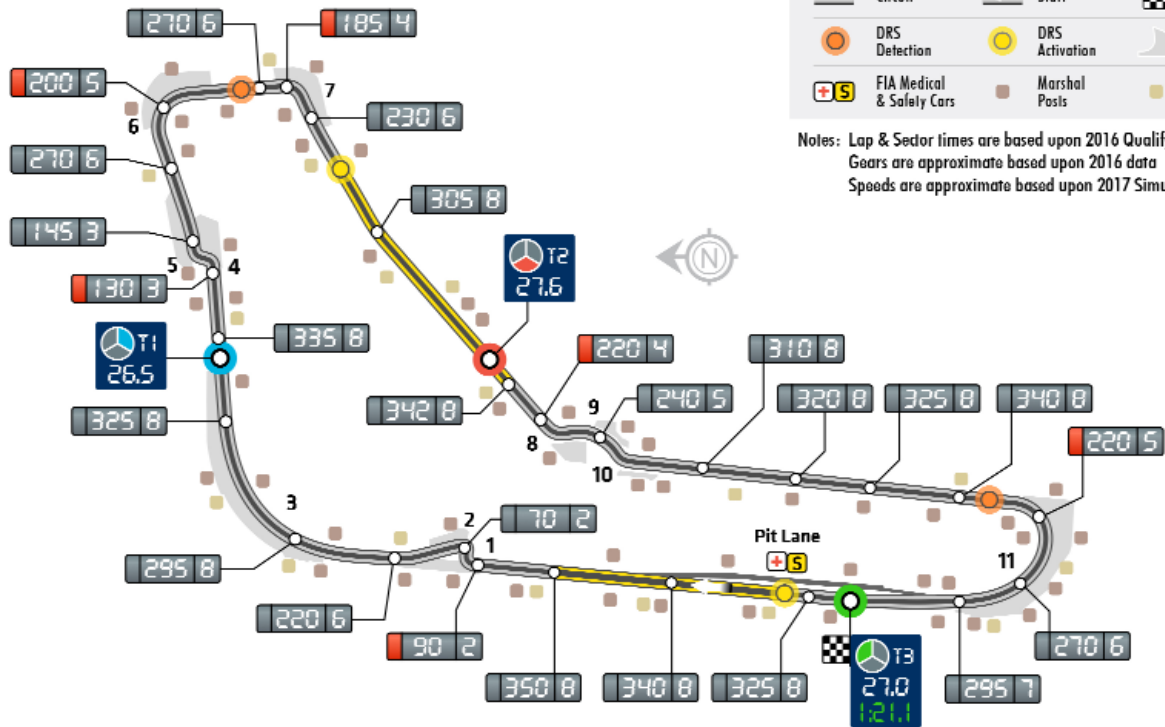 270 6
185 4
200 5
7
6
230 6
270 6
305 8
145 3
5
4
130 3
T2
27.6
N
DRS
Detection
DRS
Activation
FIA Medical
& Safety Cars
Marshal
Posts
S
Notes: Lap & Sector times are based upon 2016 Qualif
Gears are approximate based upon 2016 data
Speeds are approximate based upon 2017 Simu
T1
26.5
335 8
220 4
310 8
325 8
342 8
9
240 5
320 8
325 8
340 8
8
10
220 5
3
2
70 2
1
Pit Lane
S
11
295 8
220 6
90 2
350 8
340 8
325 8
T3
27.0
1:21.1
295 7
270 6